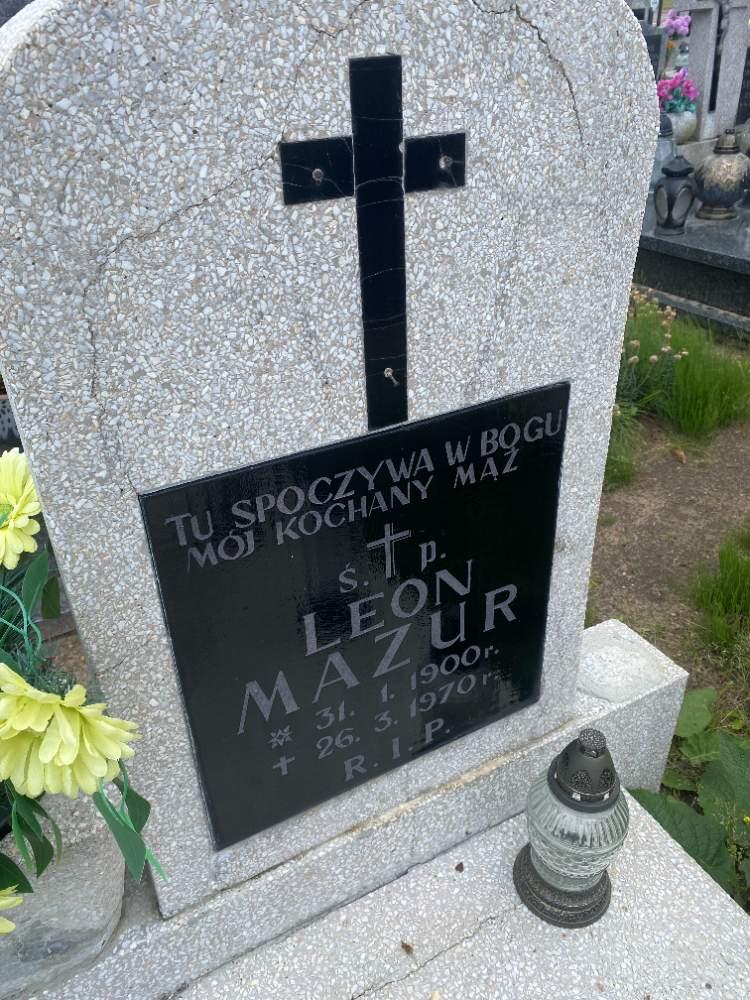 TU SPOCZYWA W BOGU
MÓJ KOCHANY MĄŻ
ś. † p.
LEON
MAZUR
* 31. 1. 1900 r.
† 26. 3. 1970 r.
R. I. P.